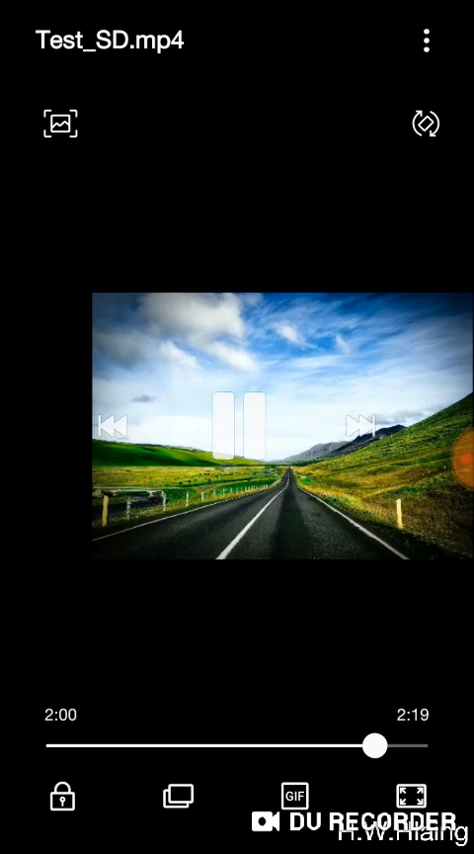 Test_SD.mp4
2:00
2:19
GIF
DU RECORDER
H.W.Hlaing